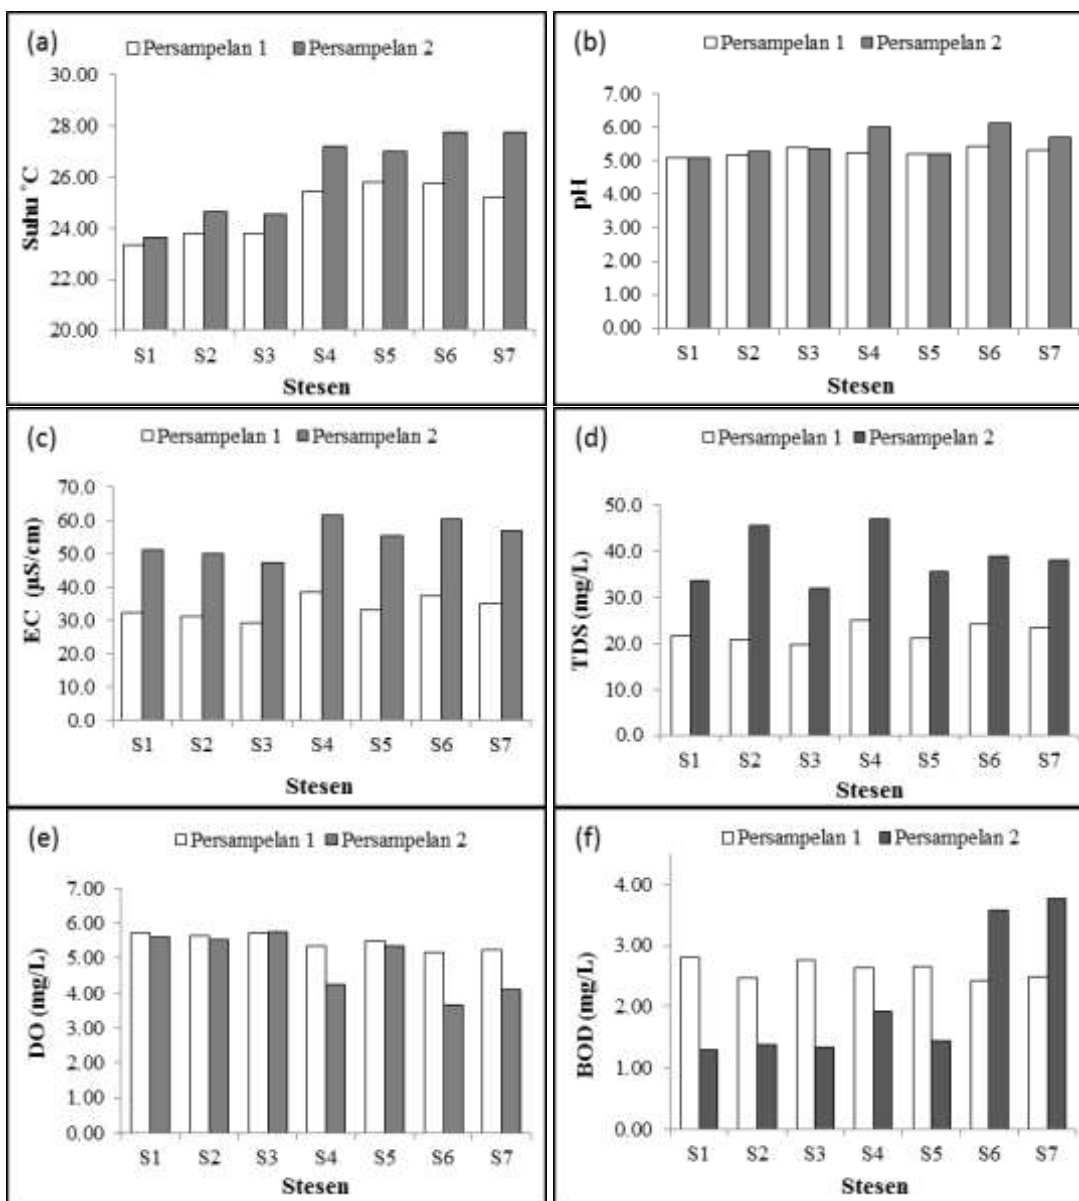 (a)
Persampelan 1 Persampelan 2
30.00
28.00
26.00
24.00
22.00
20.00
Suhu ˚C
S1 S2 S3 S4 S5 S6 S7
Stesen
(b)
Persampelan 1 Persampelan 2
7.00
6.00
5.00
4.00
3.00
2.00
1.00
0.00
pH
S1 S2 S3 S4 S5 S6 S7
Stesen
(c)
Persampelan 1 Persampelan 2
70.0
60.0
50.0
40.0
30.0
20.0
10.0
0.0
EC (µS/cm)
S1 S2 S3 S4 S5 S6 S7
Stesen
(d)
Persampelan 1 Persampelan 2
50.0
40.0
30.0
20.0
10.0
0.0
TDS (mg/L)
S1 S2 S3 S4 S5 S6 S7
Stesen
(e)
Persampelan 1 Persampelan 2
7.00
6.00
5.00
4.00
3.00
2.00
1.00
0.00
DO (mg/L)
S1 S2 S3 S4 S5 S6 S7
Stesen
(f)
Persampelan 1 Persampelan 2
4.00
3.00
2.00
1.00
0.00
BOD (mg/L)
S1 S2 S3 S4 S5 S6 S7
Stesen